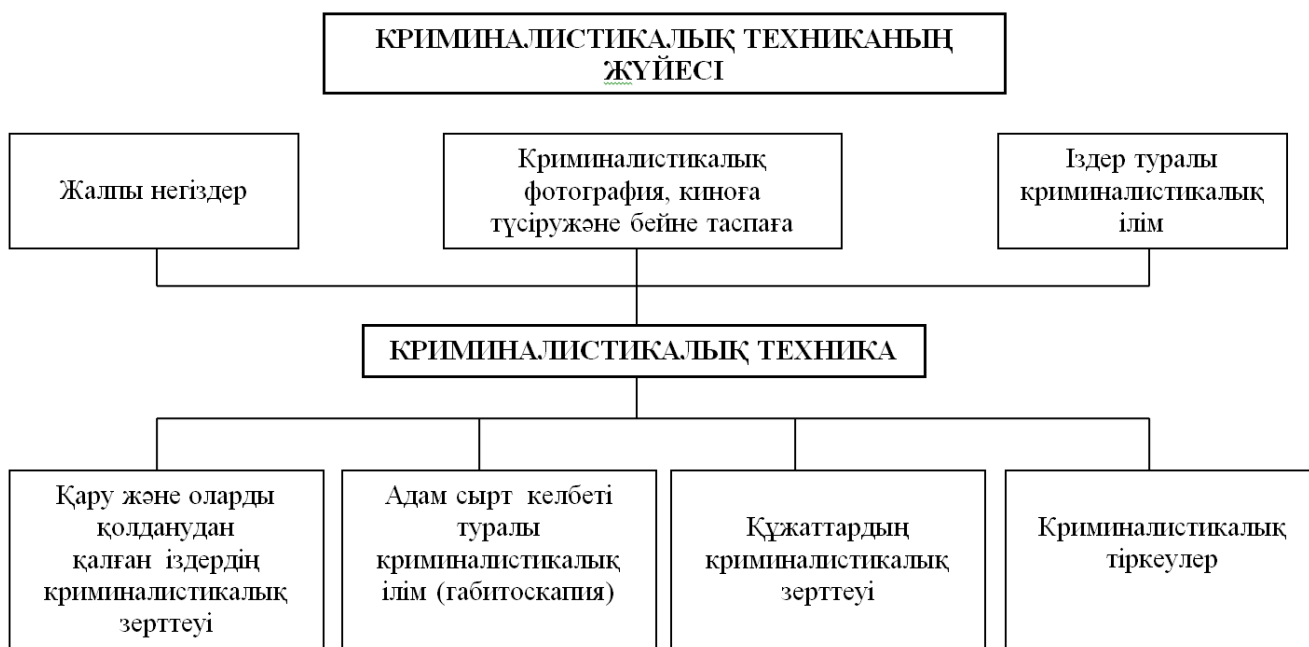 КРИМИНАЛИСТИКАЛЫҚ ТЕХНИКАНЫҢ
ЖҮЙЕСІ
Жалпы негіздер
Криминалистикалық
фотография, киноға
түсіружәне бейне таспаға
Іздер туралы
криминалистикалық
ілім
КРИМИНАЛИСТИКАЛЫҚ ТЕХНИКА
Қару және оларды
қолданудан
қалған іздердің
криминалистикалық
зерттеуі
Адам сырт келбеті
туралы
криминалистикалық
ілім (габитоскапия)
Құжаттардың
криминалистикалық
зерттеуі
Криминалистикалық
тіркеулер